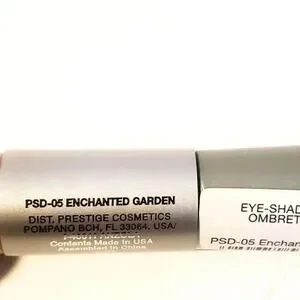 PSD-05 ENCHANTED GARDEN
DIST. PRESTIGE COSMETICS
POMPANO BCH, FL 33064, USA/
Contents Made In USA
Assembled in China
EYE-SHAD
OMBRET
PSD-05 Enchan